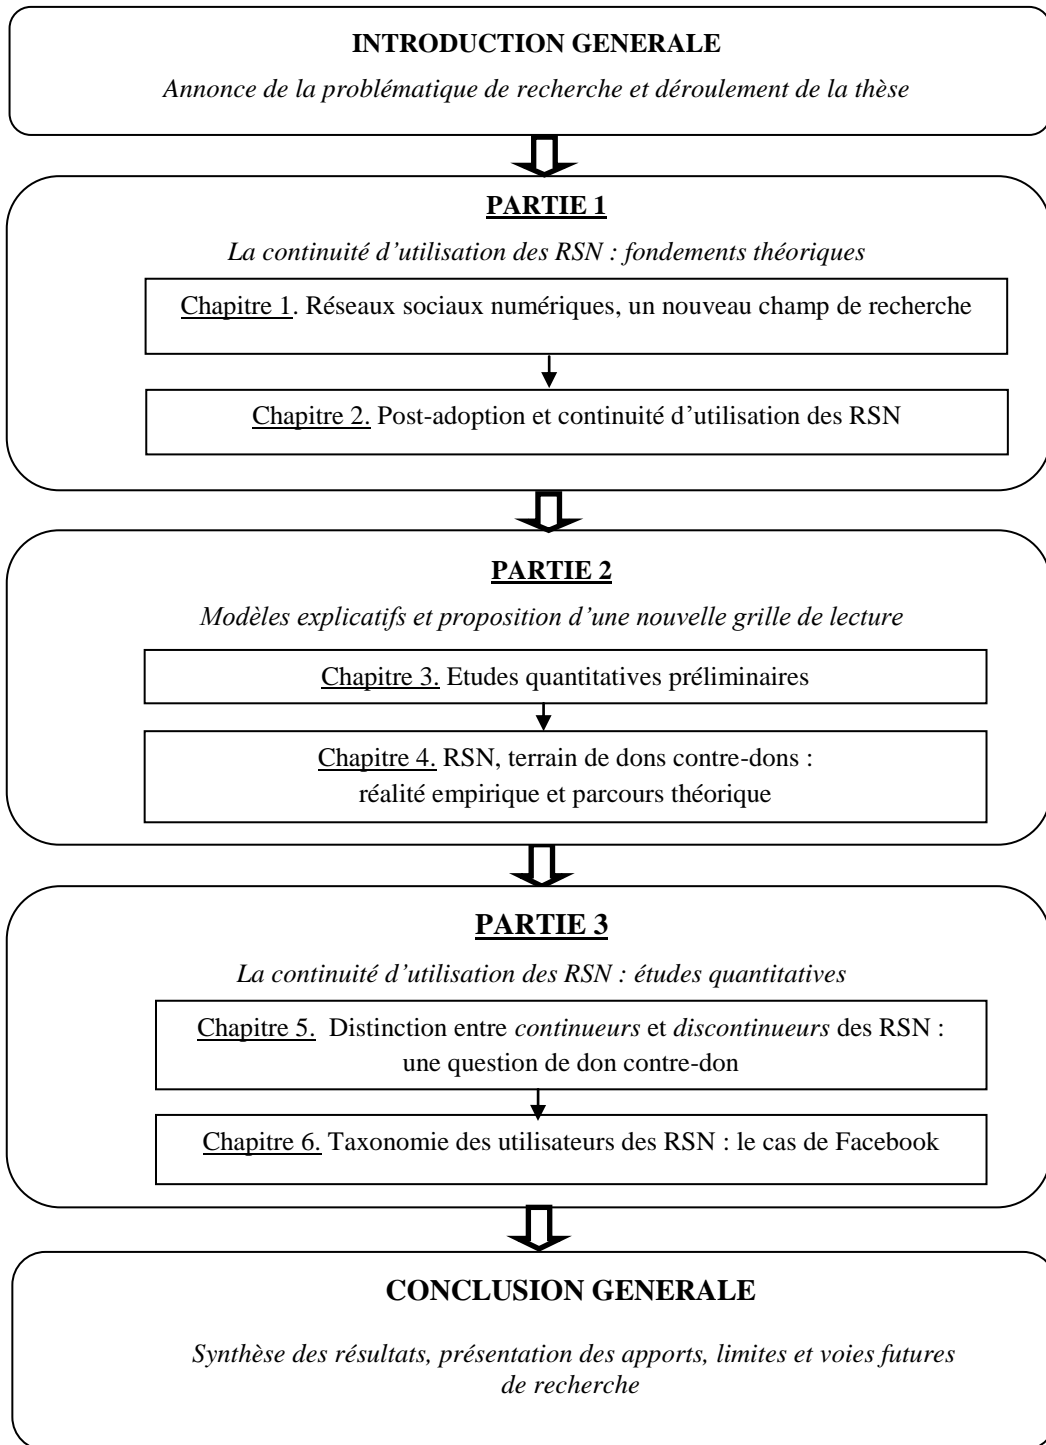 INTRODUCTION GENERALE
Annonce de la problématique de recherche et déroulement de la thèse
PARTIE 1
La continuité d’utilisation des RSN : fondements théoriques
Chapitre 1. Réseaux sociaux numériques, un nouveau champ de recherche
Chapitre 2. Post-adoption et continuité d’utilisation des RSN
PARTIE 2
Modèles explicatifs et proposition d’une nouvelle grille de lecture
Chapitre 3. Etudes quantitatives préliminaires
Chapitre 4. RSN, terrain de dons contre-dons :
réalité empirique et parcours théorique
PARTIE 3
La continuité d’utilisation des RSN : études quantitatives
Chapitre 5. Distinction entre continueurs et discontinueurs des RSN :
une question de don contre-don
Chapitre 6. Taxonomie des utilisateurs des RSN : le cas de Facebook
CONCLUSION GENERALE
Synthèse des résultats, présentation des apports, limites et voies futures
de recherche